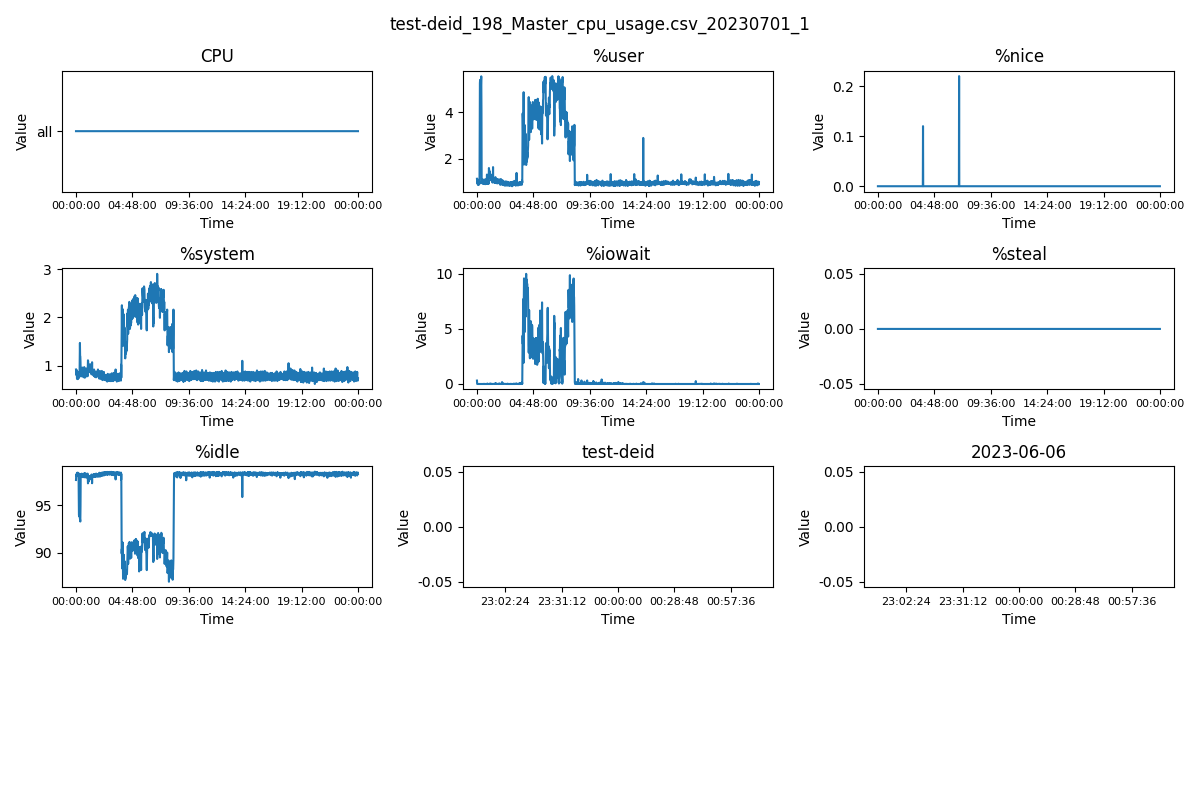 test-deid_198_Master_cpu_usage.csv_20230701_1
CPU
%user
%nice
Value
all
00:00:00 04:48:00 09:36:00 14:24:00 19:12:00 00:00:00
Time
Value
4
2
00:00:00 04:48:00 09:36:00 14:24:00 19:12:00 00:00:00
Time
Value
0.2
0.1
0.0
00:00:00 04:48:00 09:36:00 14:24:00 19:12:00 00:00:00
Time
%system
%iowait
%steal
Value
3
2
1
00:00:00 04:48:00 09:36:00 14:24:00 19:12:00 00:00:00
Time
Value
10
5
0
00:00:00 04:48:00 09:36:00 14:24:00 19:12:00 00:00:00
Time
Value
0.05
0.00
-0.05
00:00:00 04:48:00 09:36:00 14:24:00 19:12:00 00:00:00
Time
%idle
test-deid
2023-06-06
Value
95
90
00:00:00 04:48:00 09:36:00 14:24:00 19:12:00 00:00:00
Time
Value
0.05
0.00
-0.05
23:02:24 23:31:12 00:00:00 00:28:48 00:57:36
Time
Value
0.05
0.00
-0.05
23:02:24 23:31:12 00:00:00 00:28:48 00:57:36
Time